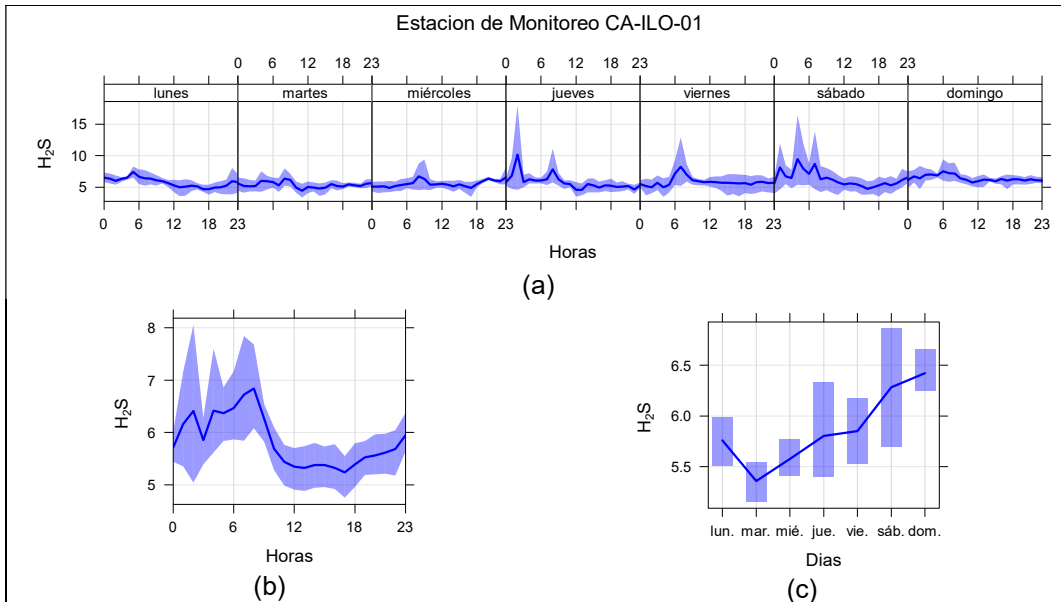 Estacion de Monitoreo CA-ILO-01
0 6 12 18 23 0 6 12 18 23 0 6 12 18 23
lunes martes miércoles jueves viernes sábado domingo
15
10
5
H₂S
0 6 12 18 23 0 6 12 18 23 0 6 12 18 23 0 6 12 18 23
Horas
(a)
8
7
6
5
H₂S
0 6 12 18 23
Horas
(b)
6.5
6.0
5.5
H₂S
lun. mar. mié. jue. vie. sáb. dom.
Dias
(c)